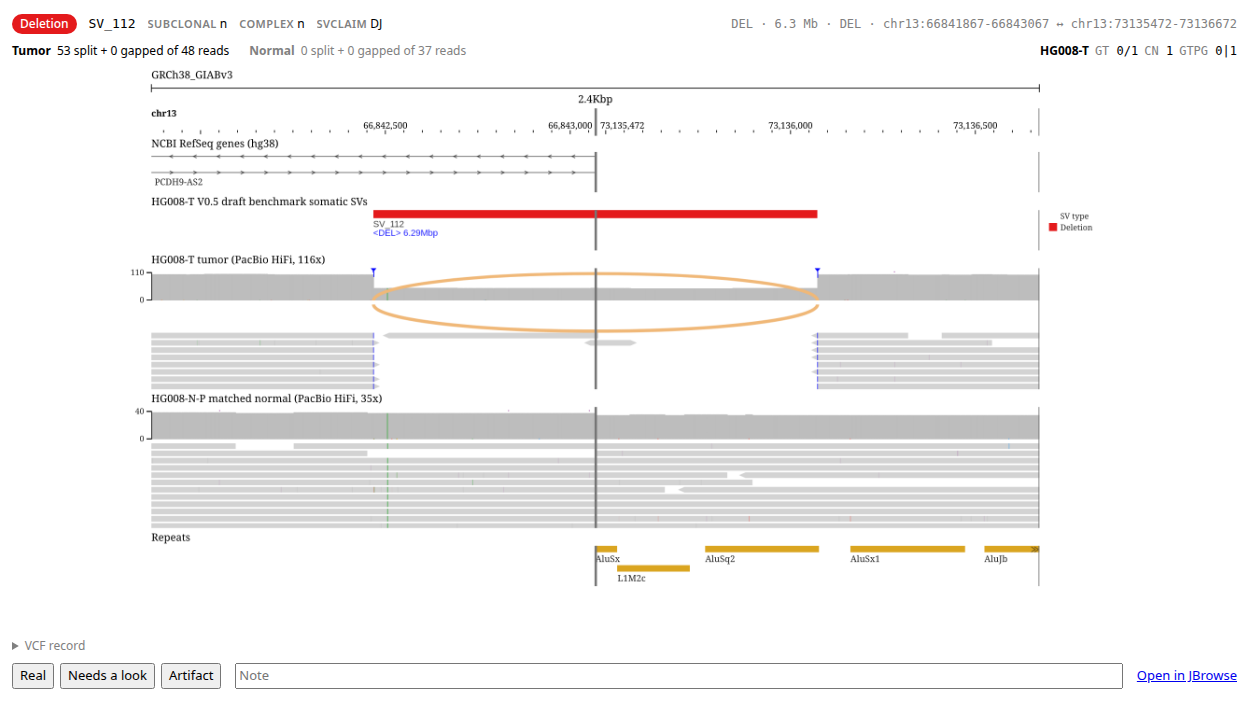 Deletion SV_112 SUBCLONAL n COMPLEX n SVCLAIM DJ DEL · 6.3 Mb · DEL · chr13:66841867-66843067 ↔ chr13:73135472-73136672
Tumor 53 split + 0 gapped of 48 reads Normal 0 split + 0 gapped of 37 reads HG008-T GT 0/1 CN 1 GTPG 0|1
GRCh38_GIABv3
2.4Kbp
chr13
66,842,500 66,843,000 73,135,472 73,136,000 73,136,500
NCBI RefSeq genes (hg38)
PCDH9-AS2
HG008-T V0.5 draft benchmark somatic SVs
SV type
Deletion
SV_112
<DEL> 6.29Mbp
HG008-T tumor (PacBio HiFi, 116x)
110
0
HG008-N-P matched normal (PacBio HiFi, 35x)
40
0
Repeats
AluSx AluSq2 AluSx1 AluJb
L1M2c
VCF record
Real Needs a look Artifact Note Open in JBrowse